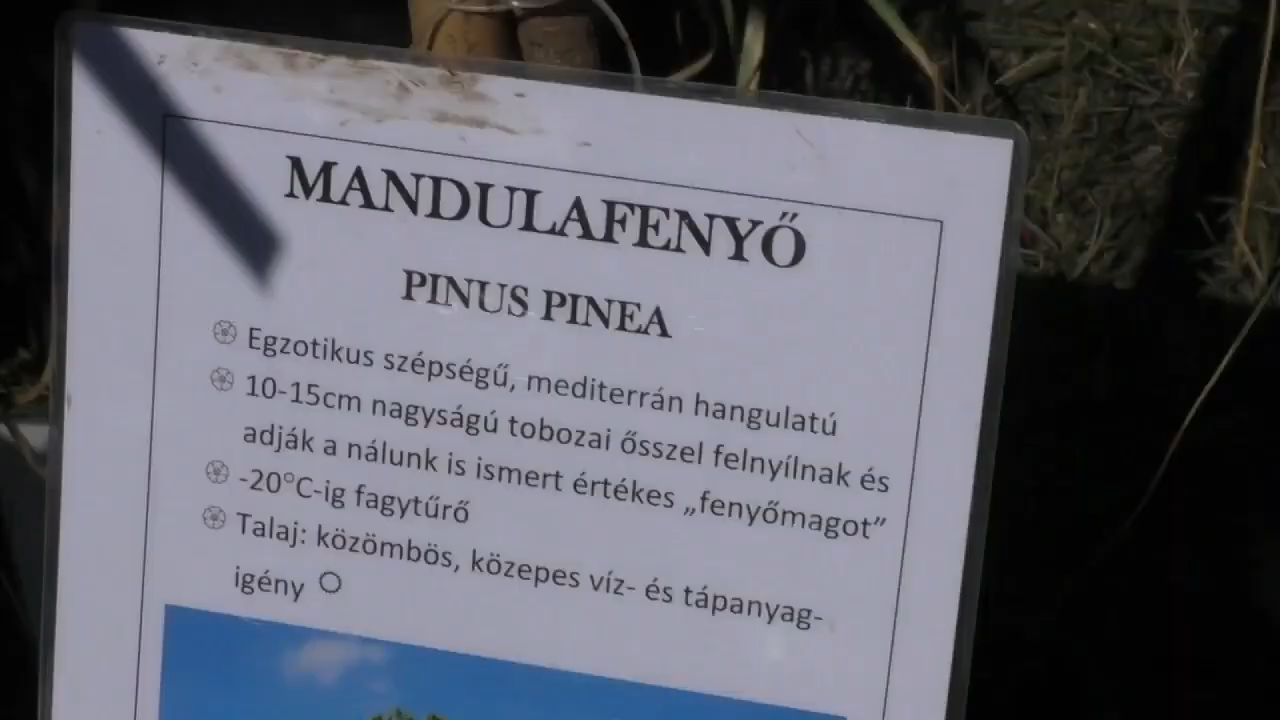 MANDULAFENYŐ
PINUS PINEA
Egzotikus szépségű, mediterrán hangulatú
10-15cm nagyságú tobozai ősszel felnyílnak és
adják a nálunk is ismert értékes „fenyőmagot”
-20°C-ig fagytűrő
Talaj: közömbös, közepes víz- és tápanyag-
igény